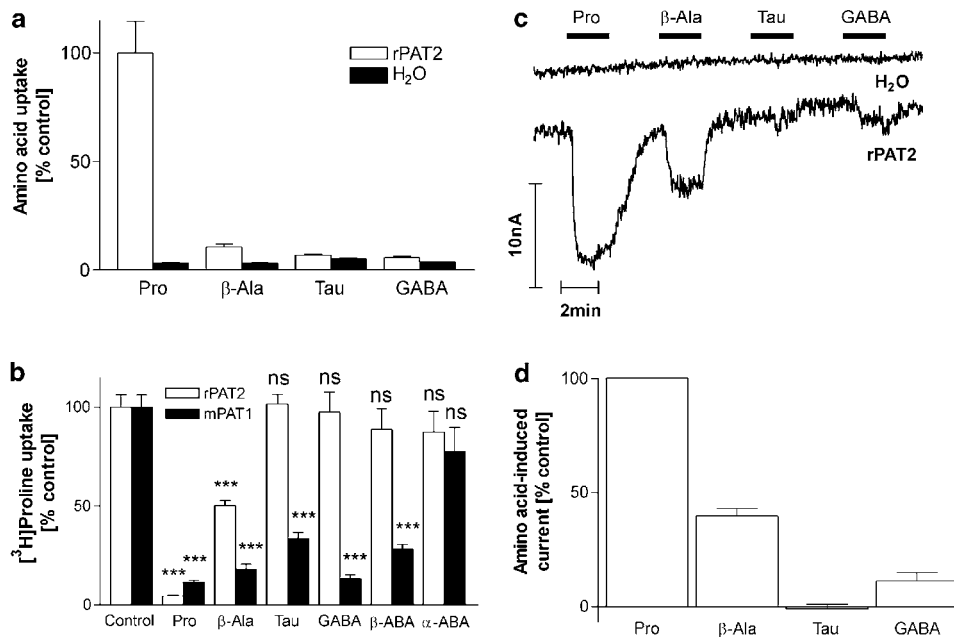 a
Amino acid uptake
[% control]
100
50
0
rPAT2
H₂O
Pro β-Ala Tau GABA
b
[³H]Proline uptake
[% control]
100
50
0
rPAT2
mPAT1
ns ns ns ns ns
*** *** *** *** *** *** ***
Control Pro β-Ala Tau GABA β-ABA α-ABA
c
Pro β-Ala Tau GABA
H₂O
rPAT2
10nA
2min
d
Amino acid-induced
current [% control]
100
50
0
Pro β-Ala Tau GABA